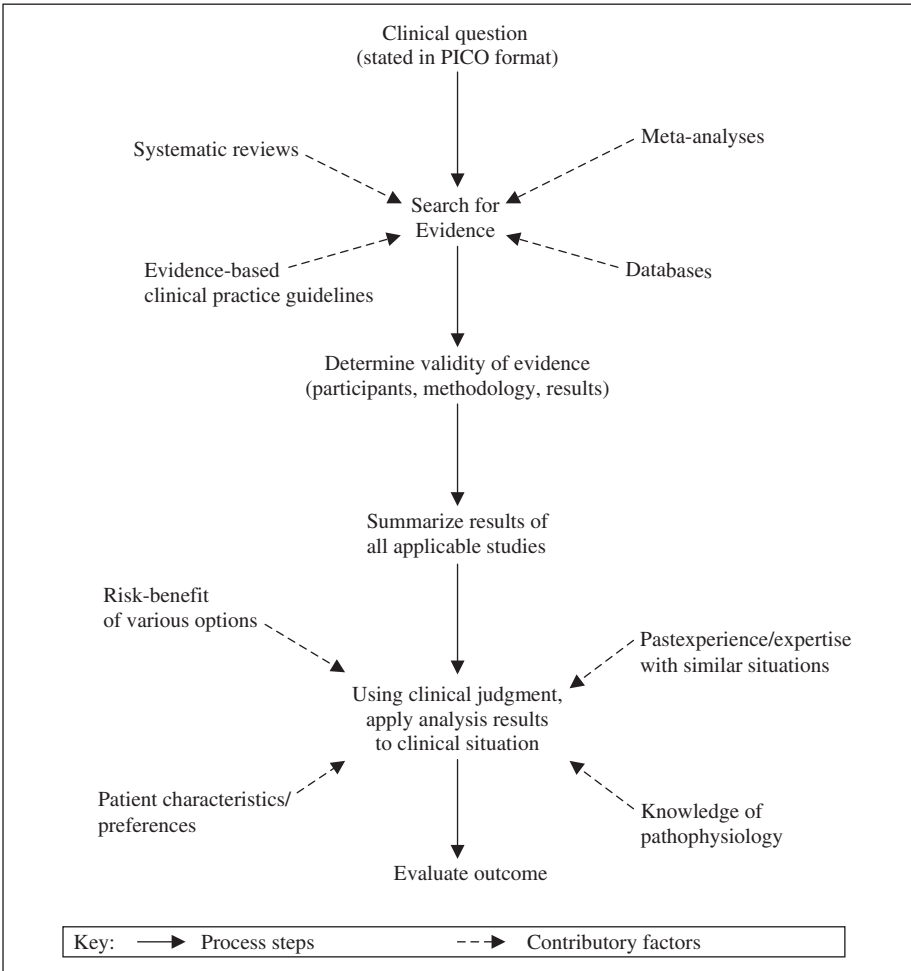 Clinical question
(stated in PICO format)
Systematic reviews
Meta-analyses
Search for
Evidence
Evidence-based
clinical practice guidelines
Databases
Determine validity of evidence
(participants, methodology, results)
Summarize results of
all applicable studies
Risk-benefit
of various options
Pastexperience/expertise
with similar situations
Using clinical judgment,
apply analysis results
to clinical situation
Patient characteristics/
preferences
Knowledge of
pathophysiology
Evaluate outcome
Key: Process steps Contributory factors